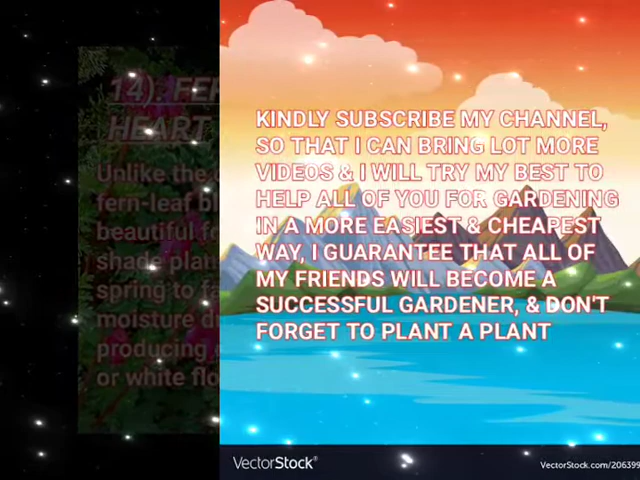 14). FER
HEART
Unlike the
fern-leaf bl
beautiful fo
shade plan
spring to fa
moisture d
producing
or white flo
KINDLY SUBSCRIBE MY CHANNEL,
SO THAT I CAN BRING LOT MORE
VIDEOS & I WILL TRY MY BEST TO
HELP ALL OF YOU FOR GARDENING
IN A MORE EASIEST & CHEAPEST
WAY, I GUARANTEE THAT ALL OF
MY FRIENDS WILL BECOME A
SUCCESSFUL GARDENER, & DON'T
FORGET TO PLANT A PLANT
VectorStock®
VectorStock.com/206399